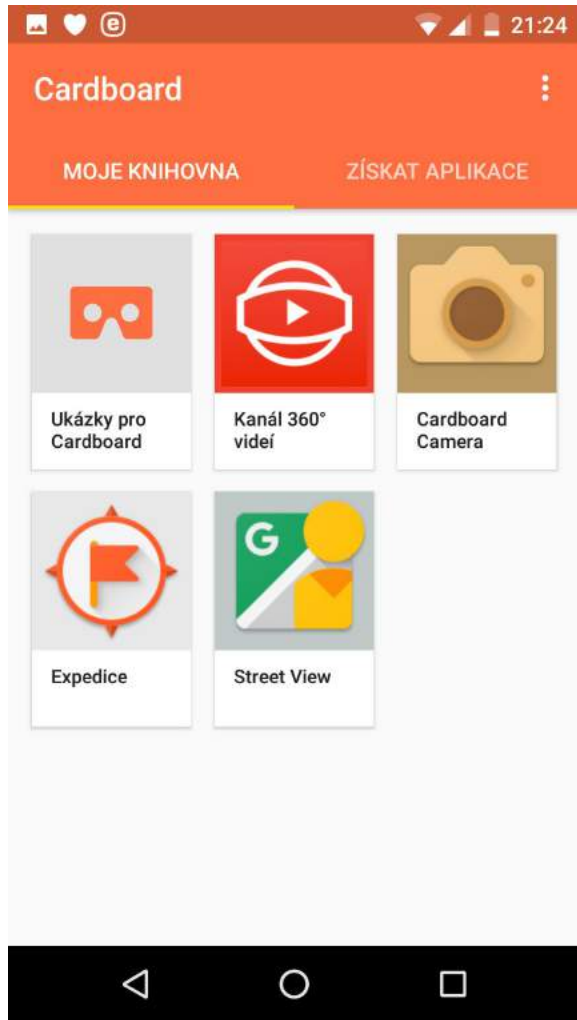 21:24
Cardboard
MOJE KNIHOVNA
ZÍSKAT APLIKACE
Ukázky pro
Cardboard
Kanál 360°
videí
Cardboard
Camera
G
Expedice
Street View